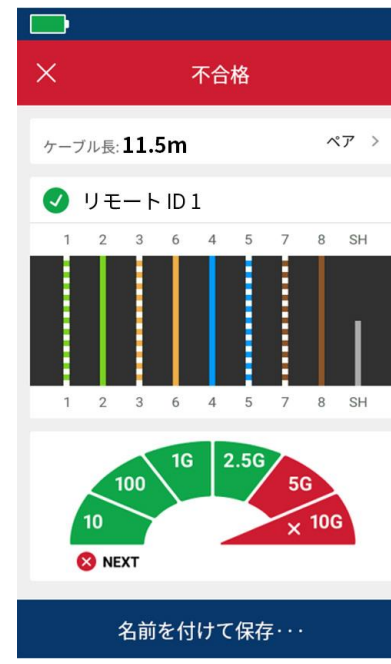 不合格
ケーブル長: 11.5m ペア
リモート ID 1
1 2 3 6 4 5 7 8 SH
1 2 3 6 4 5 7 8 SH
10 100 1G 2.5G 5G 10G
NEXT
名前を付けて保存･･･